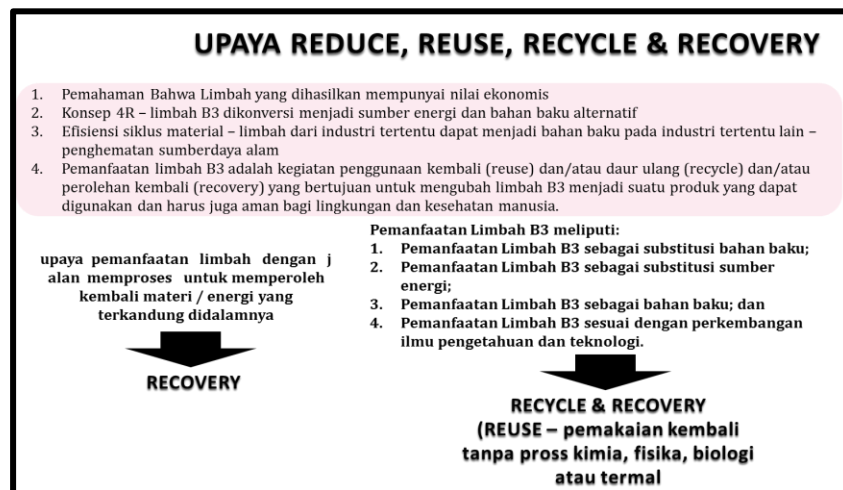 UPAYA REDUCE, REUSE, RECYCLE & RECOVERY
1. Pemahaman Bahwa Limbah yang dihasilkan mempunyai nilai ekonomis
2. Konsep 4R – limbah B3 dikonversi menjadi sumber energi dan bahan baku alternatif
3. Efisiensi siklus material – limbah dari industri tertentu dapat menjadi bahan baku pada industri tertentu lain –
penghematan sumberdaya alam
4. Pemanfaatan limbah B3 adalah kegiatan penggunaan kembali (reuse) dan/atau daur ulang (recycle) dan/atau
perolehan kembali (recovery) yang bertujuan untuk mengubah limbah B3 menjadi suatu produk yang dapat
digunakan dan harus juga aman bagi lingkungan dan kesehatan manusia.
upaya pemanfaatan limbah dengan j
alan memproses untuk memperoleh
kembali materi / energi yang
terkandung didalamnya
RECOVERY
Pemanfaatan Limbah B3 meliputi:
1. Pemanfaatan Limbah B3 sebagai substitusi bahan baku;
2. Pemanfaatan Limbah B3 sebagai substitusi sumber
energi;
3. Pemanfaatan Limbah B3 sebagai bahan baku; dan
4. Pemanfaatan Limbah B3 sesuai dengan perkembangan
ilmu pengetahuan dan teknologi.
RECYCLE & RECOVERY
(REUSE – pemakaian kembali
tanpa pross kimia, fisika, biologi
atau termal